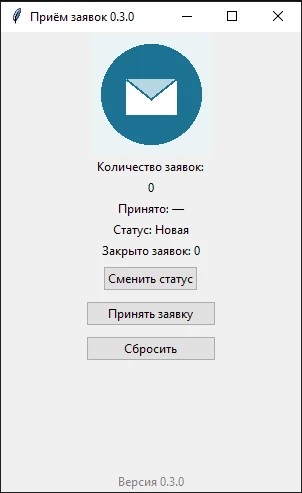 Приём заявок 0.3.0
Количество заявок:
0
Принято: —
Статус: Новая
Закрыто заявок: 0
Сменить статус
Принять заявку
Сбросить
Версия 0.3.0